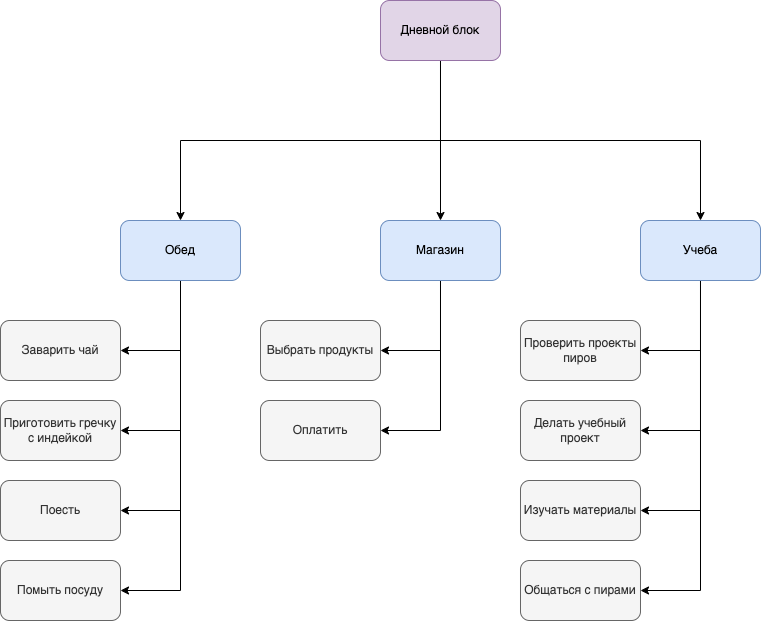 Дневной блок
Обед
Магазин
Учеба
Заварить чай
Выбрать продукты
Проверить проекты
пиров
Приготовить гречку
с индейкой
Оплатить
Делать учебный
проект
Поесть
Изучать материалы
Помыть посуду
Общаться с пирами